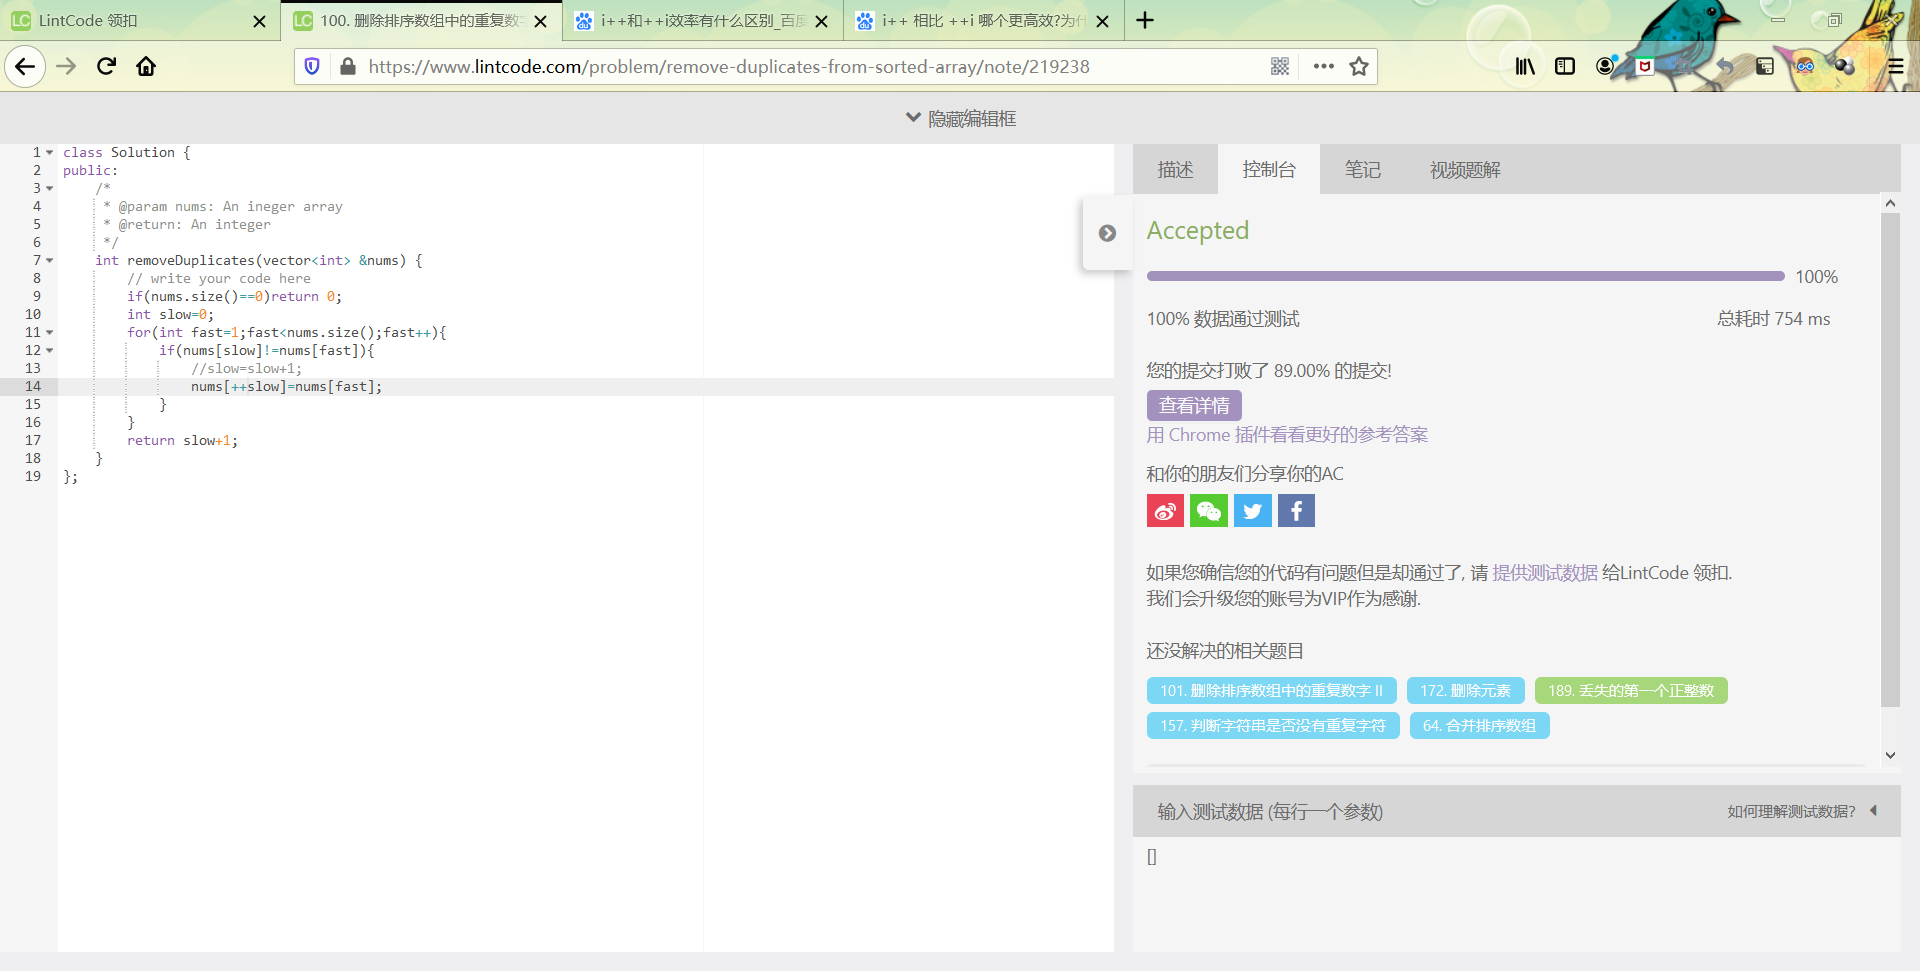 LintCode 领扣
100. 删除排序数组中的重复数字
i++和++i效率有什么区别_百度
i++ 相比 ++i 哪个更高效?为什
https://www.lintcode.com/problem/remove-duplicates-from-sorted-array/note/219238
隐藏编辑框
1 class Solution {
2 public:
3 /*
4 * @param nums: An ineger array
5 * @return: An integer
6 */
7 int removeDuplicates(vector<int> &nums) {
8 // write your code here
9 if(nums.size()==0)return 0;
10 int slow=0;
11 for(int fast=1;fast<nums.size();fast++){
12 if(nums[slow]!=nums[fast]){
13 //slow=slow+1;
14 nums[++slow]=nums[fast];
15 }
16 }
17 return slow+1;
18 }
19 };
描述 控制台 笔记 视频题解
Accepted
100%
100% 数据通过测试 总耗时 754 ms
您的提交打败了 89.00% 的提交!
查看详情
用 Chrome 插件看看更好的参考答案
和你的朋友们分享你的AC
如果您确信您的代码有问题但是却通过了, 请 提供测试数据 给LintCode 领扣.
我们会升级您的账号为VIP作为感谢.
还没解决的相关题目
101. 删除排序数组中的重复数字 II 172. 删除元素 189. 丢失的第一个正整数
157. 判断字符串是否没有重复字符 64. 合并排序数组
输入测试数据 (每行一个参数) 如何理解测试数据?
[]